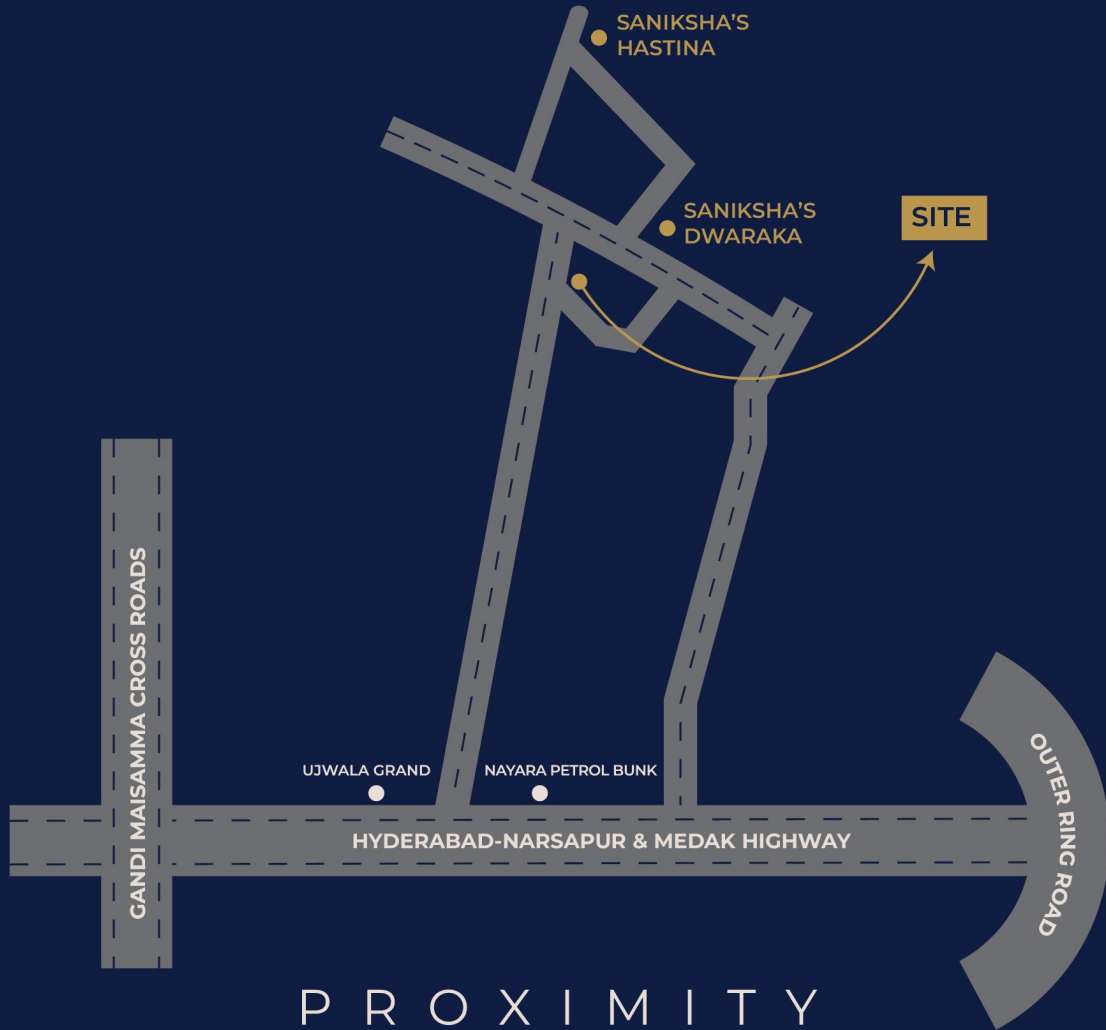 SANIKSHA'S
HASTINA
SANIKSHA'S
DWARAKA
SITE
GANDI MAISAMMA CROSS ROADS
UJWALA GRAND
NAYARA PETROL BUNK
HYDERABAD-NARSAPUR & MEDAK HIGHWAY
OUTER RING ROAD
PROXIMITY